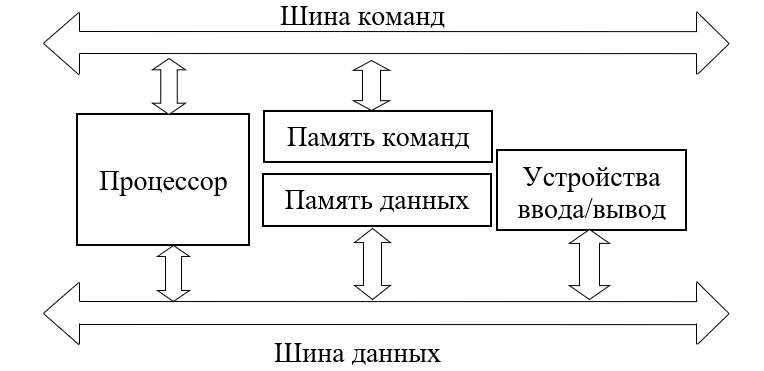 Шина команд
Память команд
Процессор
Память данных
Устройства
ввода/вывод
Шина данных